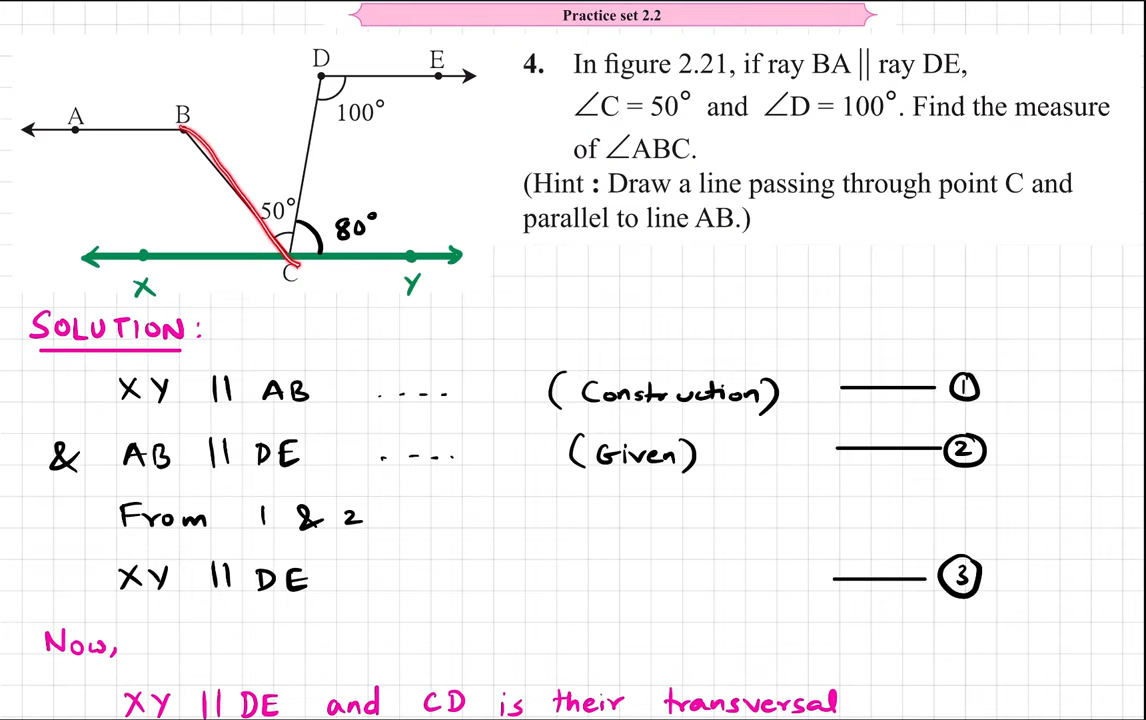 Practice set 2.2
4. In figure 2.21, if ray BA || ray DE,
∠C = 50° and ∠D = 100°. Find the measure
of ∠ABC.
(Hint : Draw a line passing through point C and
parallel to line AB.)
D E
100°
A B
50° 80°
C
X Y
SOLUTION:
XY || AB .... (Construction) ——— ①
& AB || DE .... (Given) ——— ②
From 1 & 2
XY || DE ——— ③
Now,
XY || DE and CD is their transversal